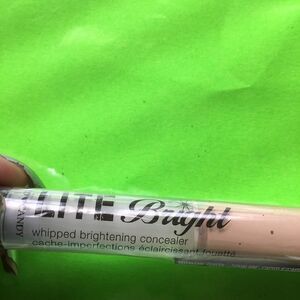 LITE Bright
whipped brightening concealer
cache-imperfections éclaircissant fouetté